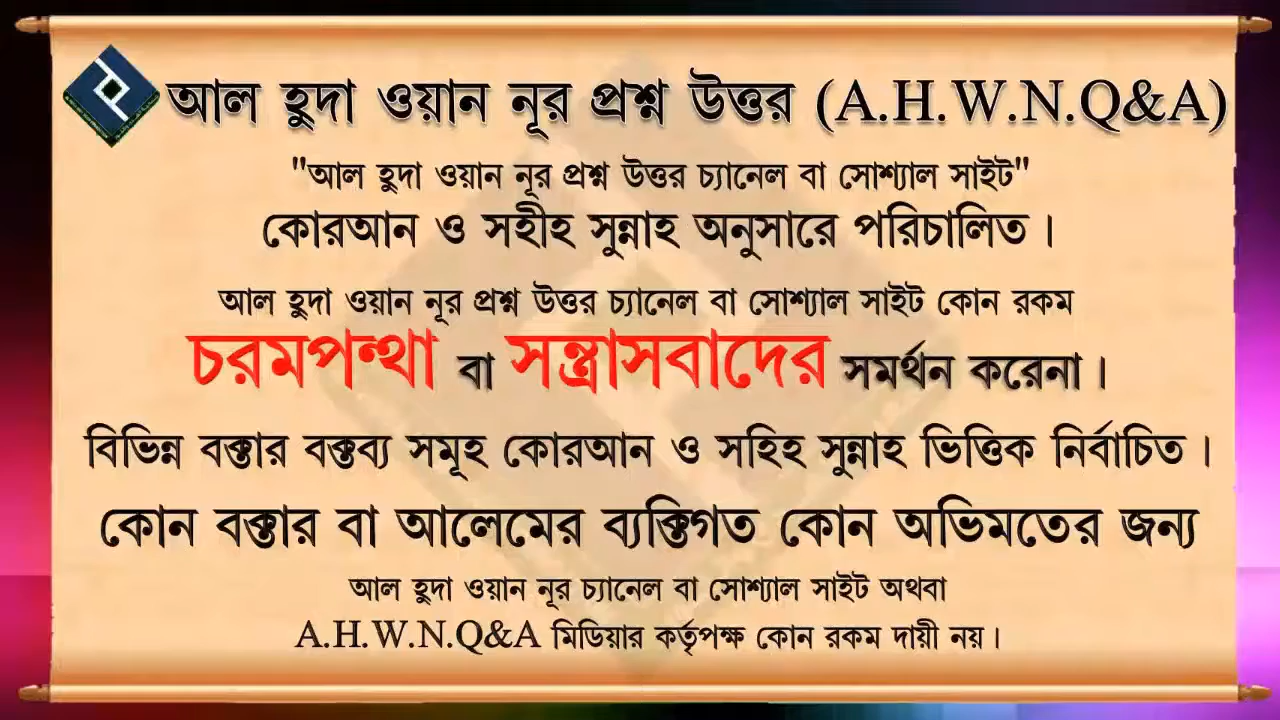 আল হুদা ওয়ান নূর প্রশ্ন উত্তর (A.H.W.N.Q&A)
"আল হুদা ওয়ান নূর প্রশ্ন উত্তর চ্যানেল বা সোশ্যাল সাইট"
কোরআন ও সহীহ সুন্নাহ অনুসারে পরিচালিত।
আল হুদা ওয়ান নূর প্রশ্ন উত্তর চ্যানেল বা সোশ্যাল সাইট কোন রকম
চরমপন্থা বা সন্ত্রাসবাদের সমর্থন করেনা।
বিভিন্ন বক্তার বক্তব্য সমূহ কোরআন ও সহিহ সুন্নাহ ভিত্তিক নির্বাচিত।
কোন বক্তার বা আলেমের ব্যক্তিগত কোন অভিমতের জন্য
আল হুদা ওয়ান নূর চ্যানেল বা সোশ্যাল সাইট অথবা
A.H.W.N.Q&A মিডিয়ার কর্তৃপক্ষ কোন রকম দায়ী নয়।